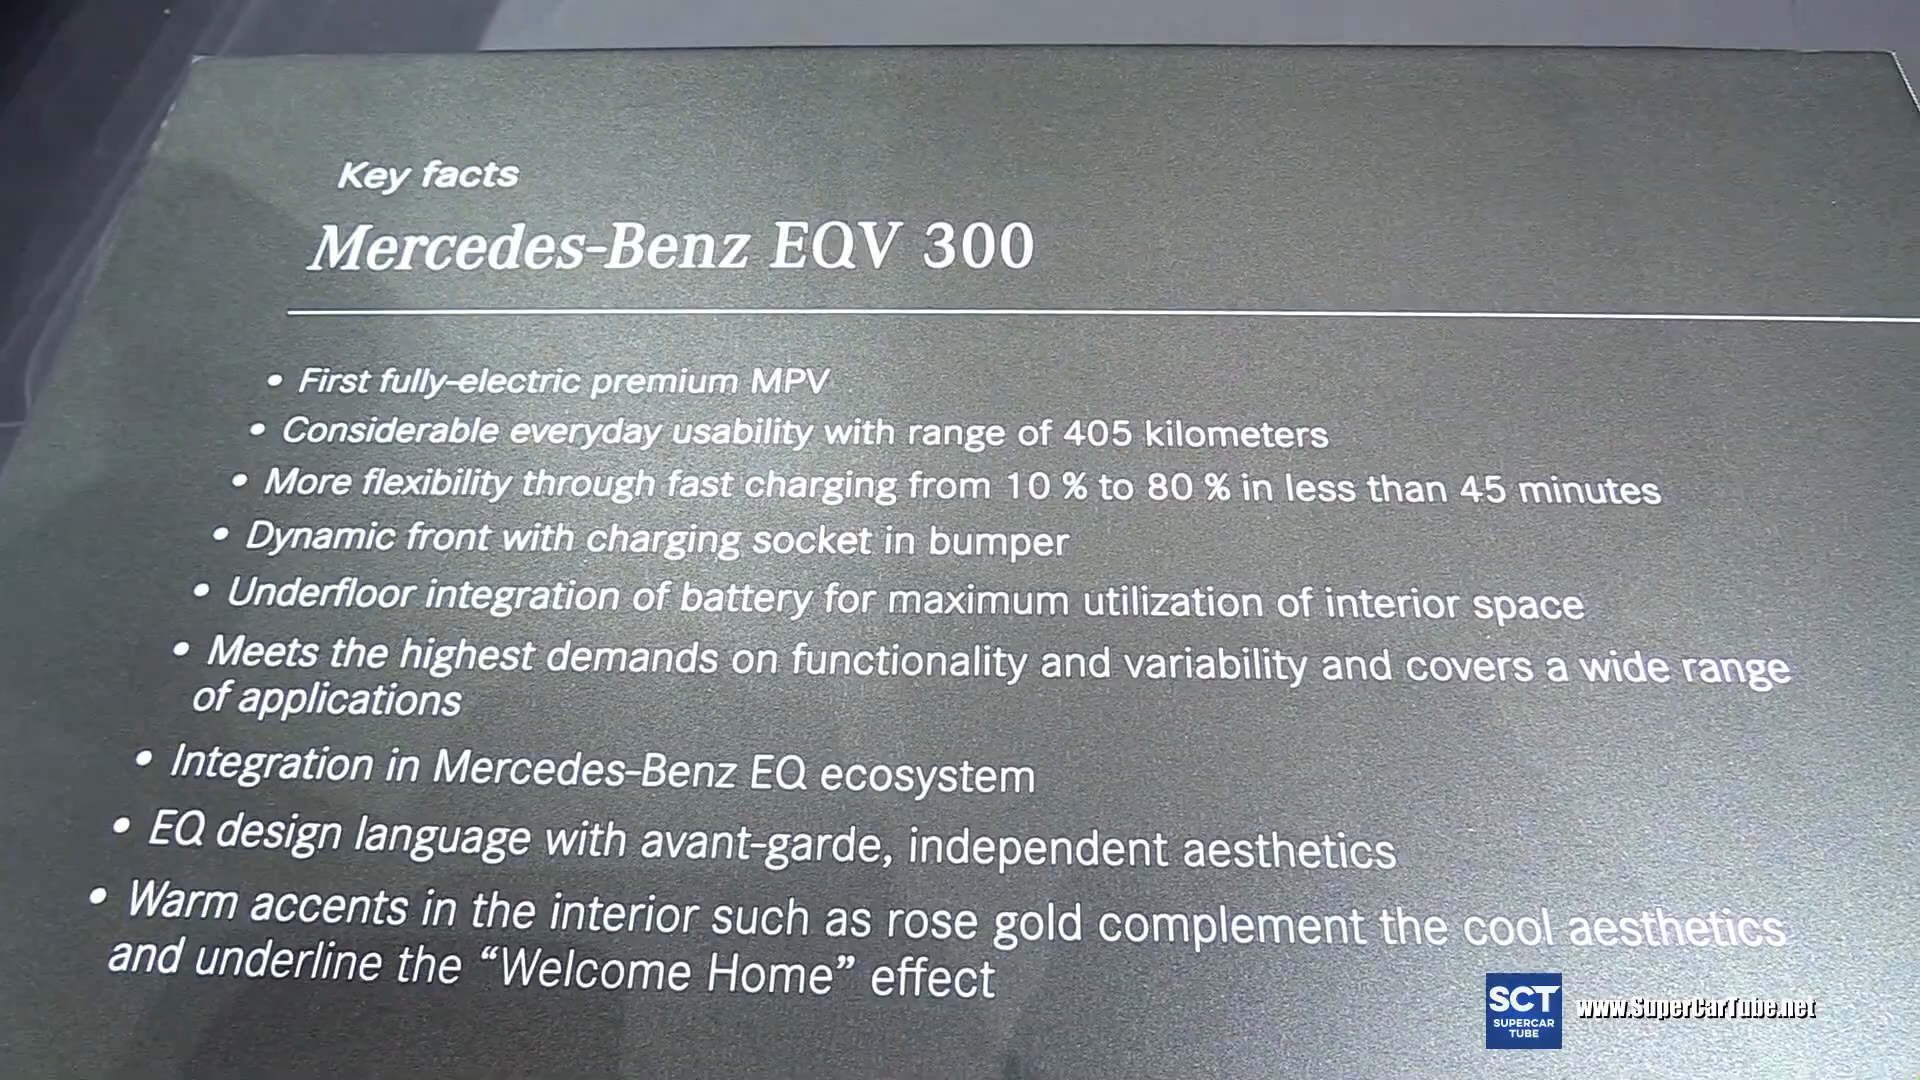 Key facts
Mercedes-Benz EQV 300
• First fully-electric premium MPV
• Considerable everyday usability with range of 405 kilometers
• More flexibility through fast charging from 10 % to 80 % in less than 45 minutes
• Dynamic front with charging socket in bumper
• Underfloor integration of battery for maximum utilization of interior space
• Meets the highest demands on functionality and variability and covers a wide range
of applications
• Integration in Mercedes-Benz EQ ecosystem
• EQ design language with avant-garde, independent aesthetics
• Warm accents in the interior such as rose gold complement the cool aesthetics
and underline the “Welcome Home” effect
SCT
SUPERCAR
TUBE
www.SuperCarTube.net